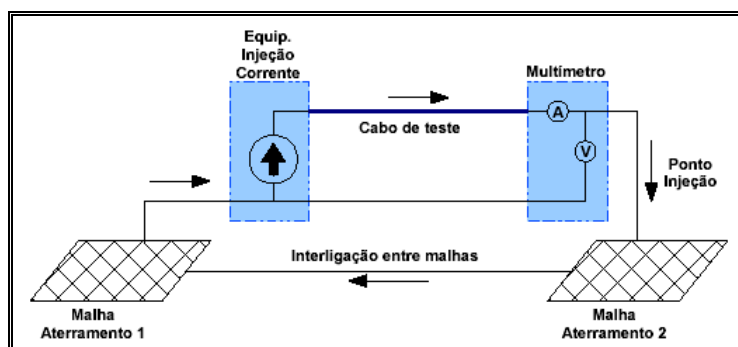 Equip.
Injeção
Corrente
Multímetro
A
Cabo de teste
V
Ponto
Injeção
Interligação entre malhas
Malha
Aterramento 1
Malha
Aterramento 2